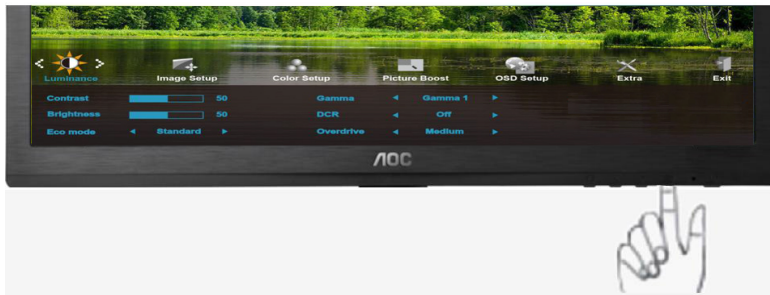 < Luminance > Image Setup Color Setup Picture Boost OSD Setup Extra Exit
Contrast 50 Gamma ◄ Gamma 1 ►
Brightness 50 DCR ◄ Off ►
Eco mode ◄ Standard ► Overdrive ◄ Medium ►
AOC